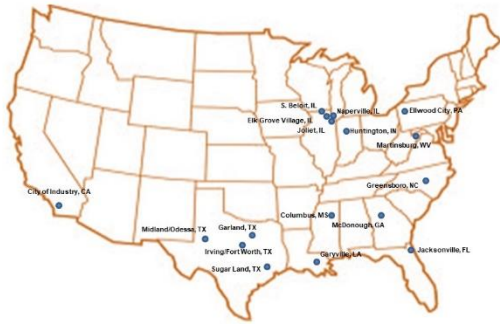 S. Beloit, IL
Naperville, IL
Elk Grove Village, IL
Joliet, IL
Huntington, IN
Ellwood City, PA
Martinsburg, WV
Greensboro, NC
City of Industry, CA
Columbus, MS
McDonough, GA
Midland/Odessa, TX
Garland, TX
Irving/Fort Worth, TX
Sugar Land, TX
Garyville, LA
Jacksonville, FL